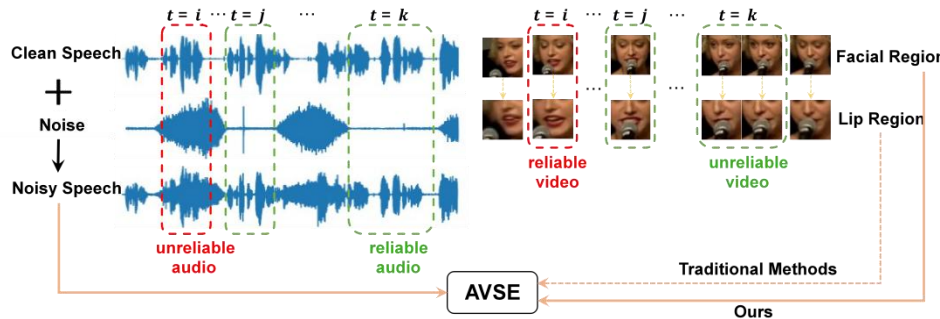 t = i ... t = j ... t = k
t = i ... t = j ... t = k
Clean Speech
+
Noise
Noisy Speech
unreliable
audio
reliable
audio
Facial Region
... ...
Lip Region
reliable
video
unreliable
video
Traditional Methods
AVSE
Ours